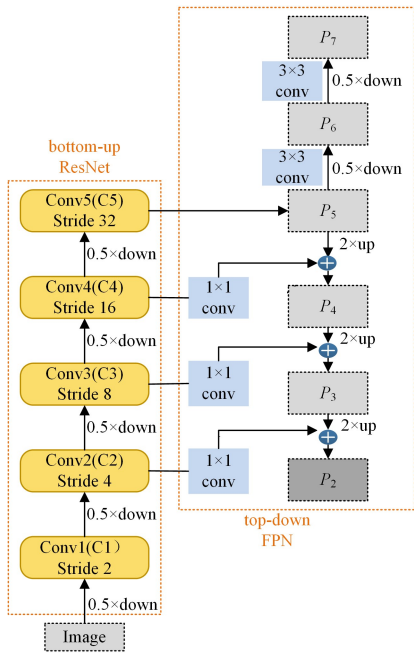 P7
3×3
conv
0.5×down
P6
3×3
conv
0.5×down
bottom-up
ResNet
Conv5(C5)
Stride 32
P5
2×up
0.5×down
Conv4(C4)
Stride 16
1×1
conv
P4
2×up
0.5×down
Conv3(C3)
Stride 8
1×1
conv
P3
2×up
0.5×down
Conv2(C2)
Stride 4
1×1
conv
P2
0.5×down
top-down
FPN
Conv1(C1）
Stride 2
0.5×down
Image